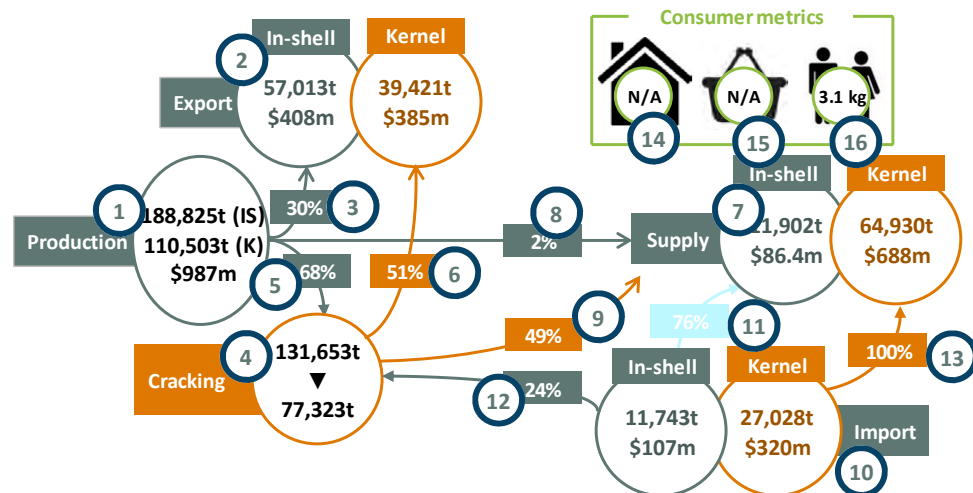 Consumer metrics
In-shell
Kernel
2
57,013t
$408m
39,421t
$385m
Export
N/A
N/A
3.1 kg
14
15
16
In-shell
Kernel
1
188,825t (IS)
110,503t (K)
$987m
Production
30%
3
8
2%
7
Supply
$86.4m
64,930t
$688m
5
68%
51%
6
9
49%
76%
11
4
Cracking
131,653t
▼
77,323t
12
24%
In-shell
Kernel
100%
13
11,743t
$107m
27,028t
$320m
Import
10